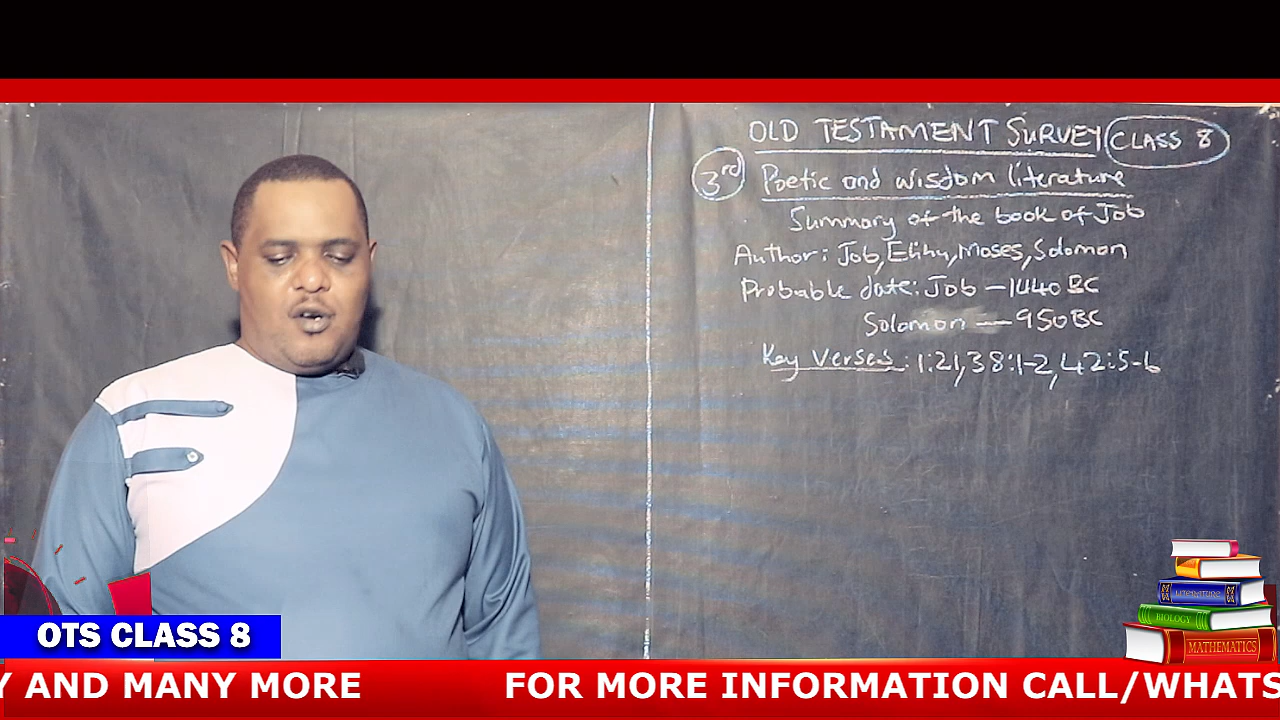 OLD TESTAMENT SURVEY CLASS 8
3rd Poetic and wisdom literature
Summary of the book of Job
Author: Job, Elihu, Moses, Solomon
Probable date: Job - 1440 BC
Solomon - 950 BC
Key Verses: 1:21, 38:1-2, 42:5-6
LITERATURE
BIOLOGY
MATHEMATICS
OTS CLASS 8
Y AND MANY MORE FOR MORE INFORMATION CALL/WHATS